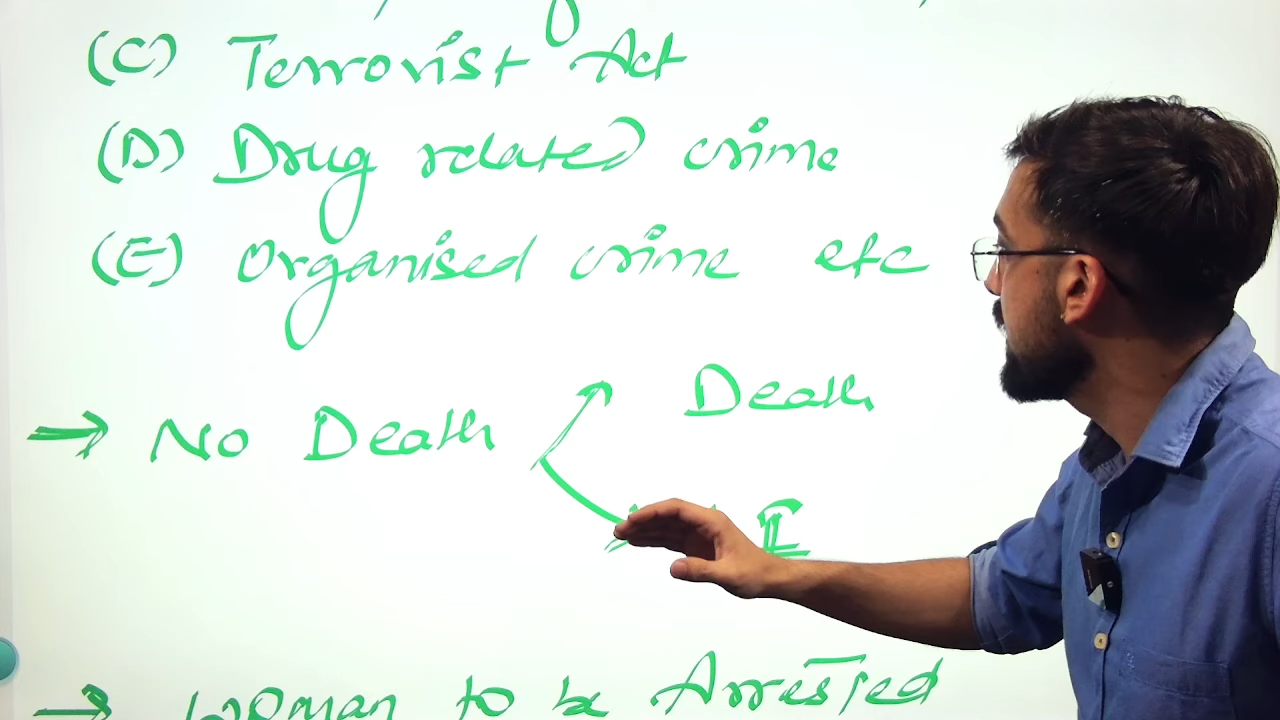 (C) Terrorist Act
(D) Drug related crime
(E) Organised crime etc
→ No Death
Death
I
→ Woman to be Arrested